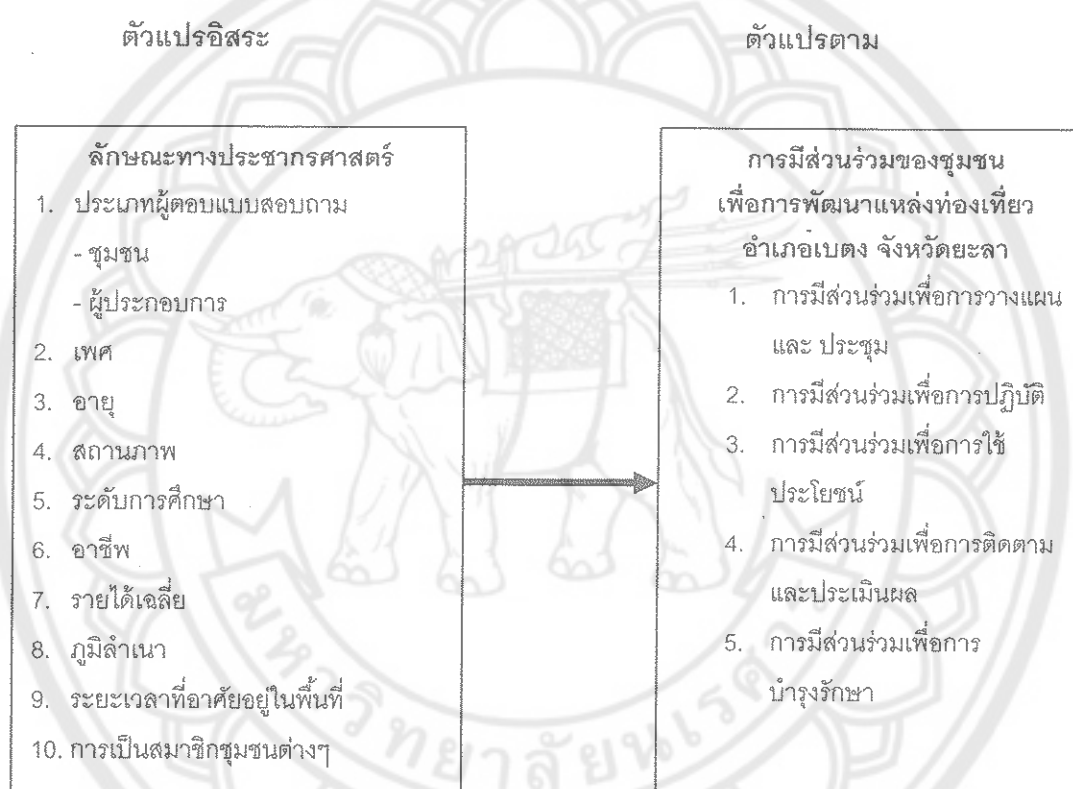 ตัวแปรอิสระ
ตัวแปรตาม
ลักษณะทางประชากรศาสตร์
1. ประเภทผู้ตอบแบบสอบถาม
- ชุมชน
- ผู้ประกอบการ
2. เพศ
3. อายุ
4. สถานภาพ
5. ระดับการศึกษา
6. อาชีพ
7. รายได้เฉลี่ย
8. ภูมิลำเนา
9. ระยะเวลาที่อาศัยอยู่ในพื้นที่
10. การเป็นสมาชิกชุมชนต่างๆ
การมีส่วนร่วมของชุมชน
เพื่อการพัฒนาแหล่งท่องเที่ยว
อำเภอเบตง จังหวัดยะลา
1. การมีส่วนร่วมเพื่อการวางแผน
และ ประชุม
2. การมีส่วนร่วมเพื่อการปฏิบัติ
3. การมีส่วนร่วมเพื่อการใช้
ประโยชน์
4. การมีส่วนร่วมเพื่อการติดตาม
และประเมินผล
5. การมีส่วนร่วมเพื่อการ
บำรุงรักษา
มหาวิทยาลัยนเรศวร